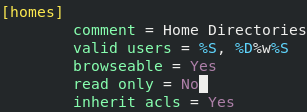 [homes]
comment = Home Directories
valid users = %S, %D%w%S
browseable = Yes
read only = No
inherit acls = Yes